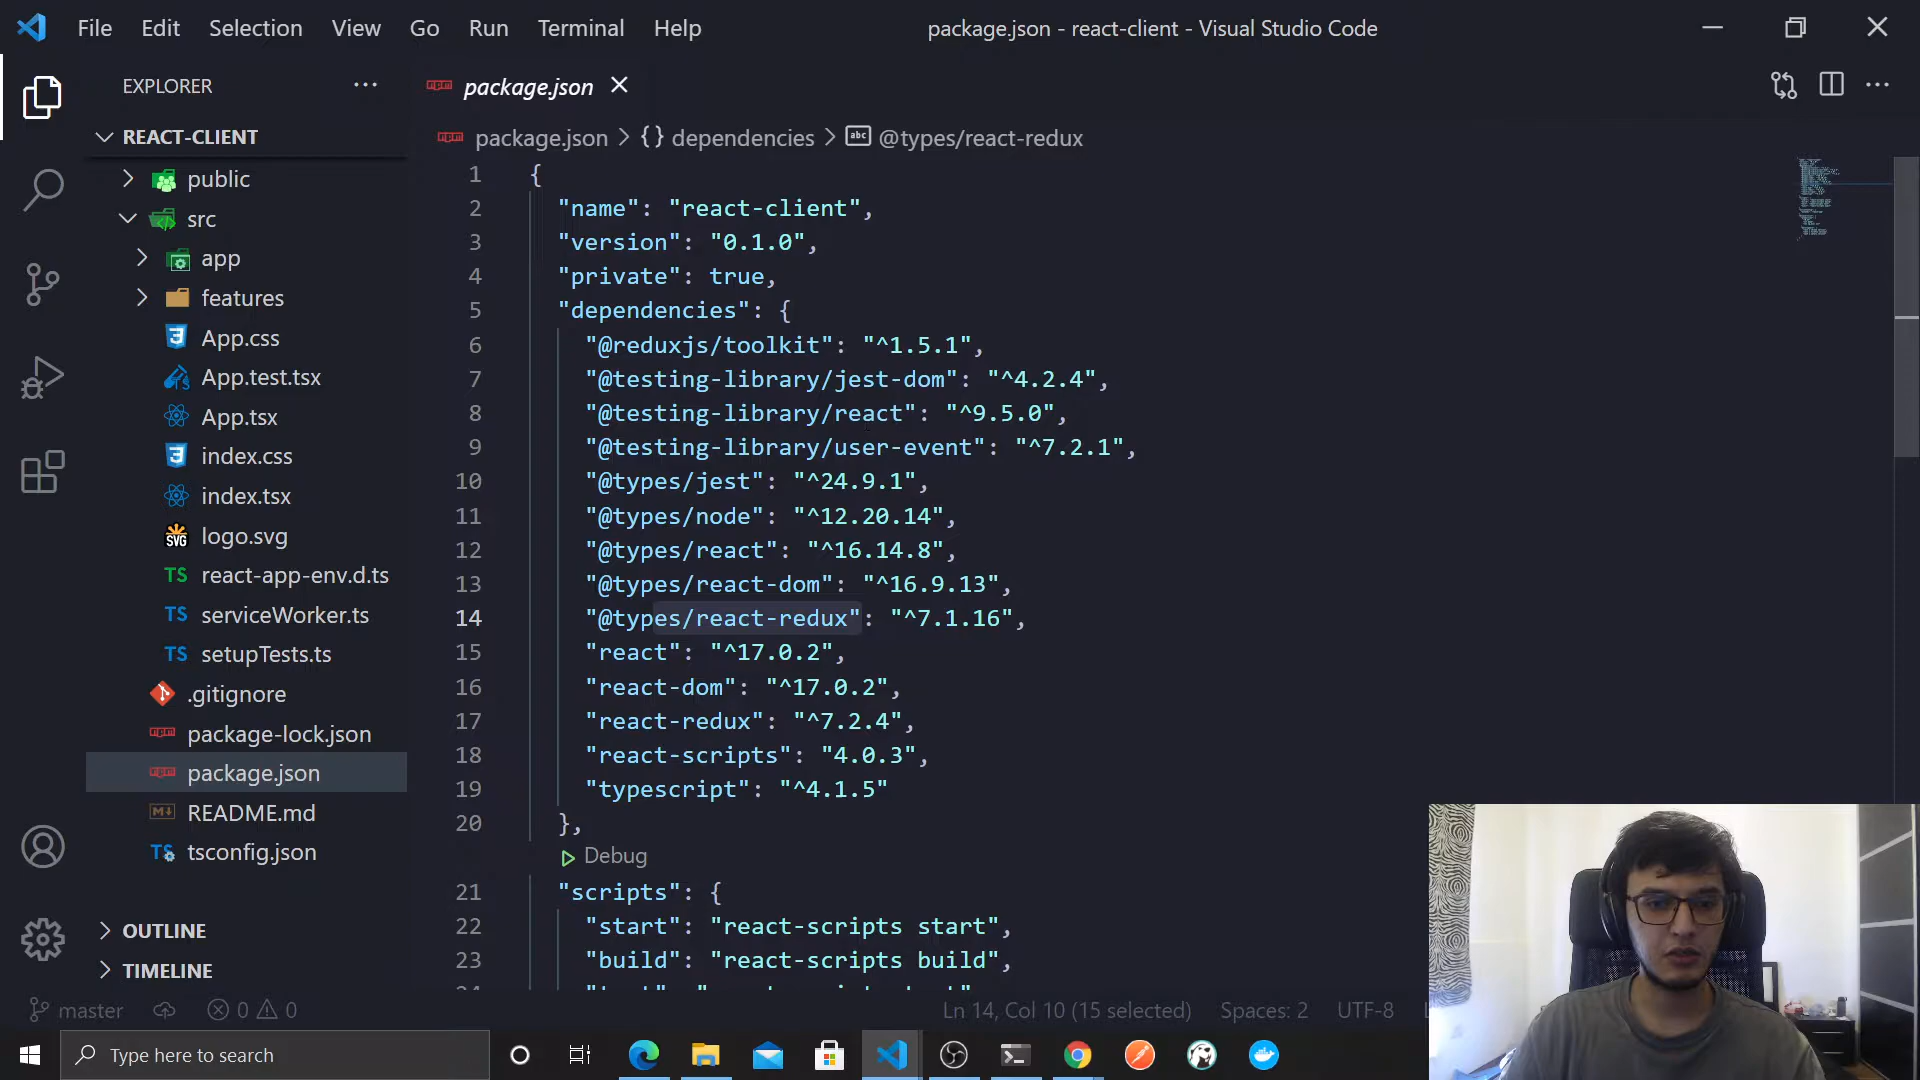 File Edit Selection View Go Run Terminal Help package.json - react-client - Visual Studio Code
EXPLORER
package.json
REACT-CLIENT
package.json > {} dependencies > abc @types/react-redux
public
src
app
features
App.css
App.test.tsx
App.tsx
index.css
index.tsx
SVG logo.svg
TS react-app-env.d.ts
TS serviceWorker.ts
TS setupTests.ts
.gitignore
package-lock.json
package.json
README.md
TS tsconfig.json
OUTLINE
TIMELINE
1 {
2 "name": "react-client",
3 "version": "0.1.0",
4 "private": true,
5 "dependencies": {
6 "@reduxjs/toolkit": "^1.5.1",
7 "@testing-library/jest-dom": "^4.2.4",
8 "@testing-library/react": "^9.5.0",
9 "@testing-library/user-event": "^7.2.1",
10 "@types/jest": "^24.9.1",
11 "@types/node": "^12.20.14",
12 "@types/react": "^16.14.8",
13 "@types/react-dom": "^16.9.13",
14 "@types/react-redux": "^7.1.16",
15 "react": "^17.0.2",
16 "react-dom": "^17.0.2",
17 "react-redux": "^7.2.4",
18 "react-scripts": "4.0.3",
19 "typescript": "^4.1.5"
20 },
Debug
21 "scripts": {
22 "start": "react-scripts start",
23 "build": "react-scripts build",
master 0 0 Ln 14, Col 10 (15 selected) Spaces: 2 UTF-8
Type here to search